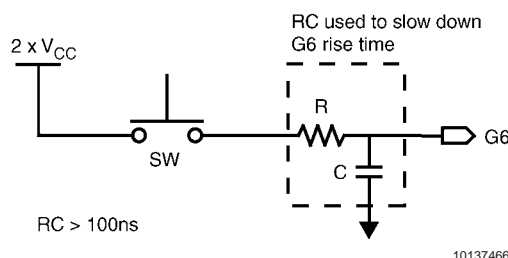 RC used to slow down
G6 rise time
2 x VCC
R
G6
SW
C
RC > 100ns
10137466